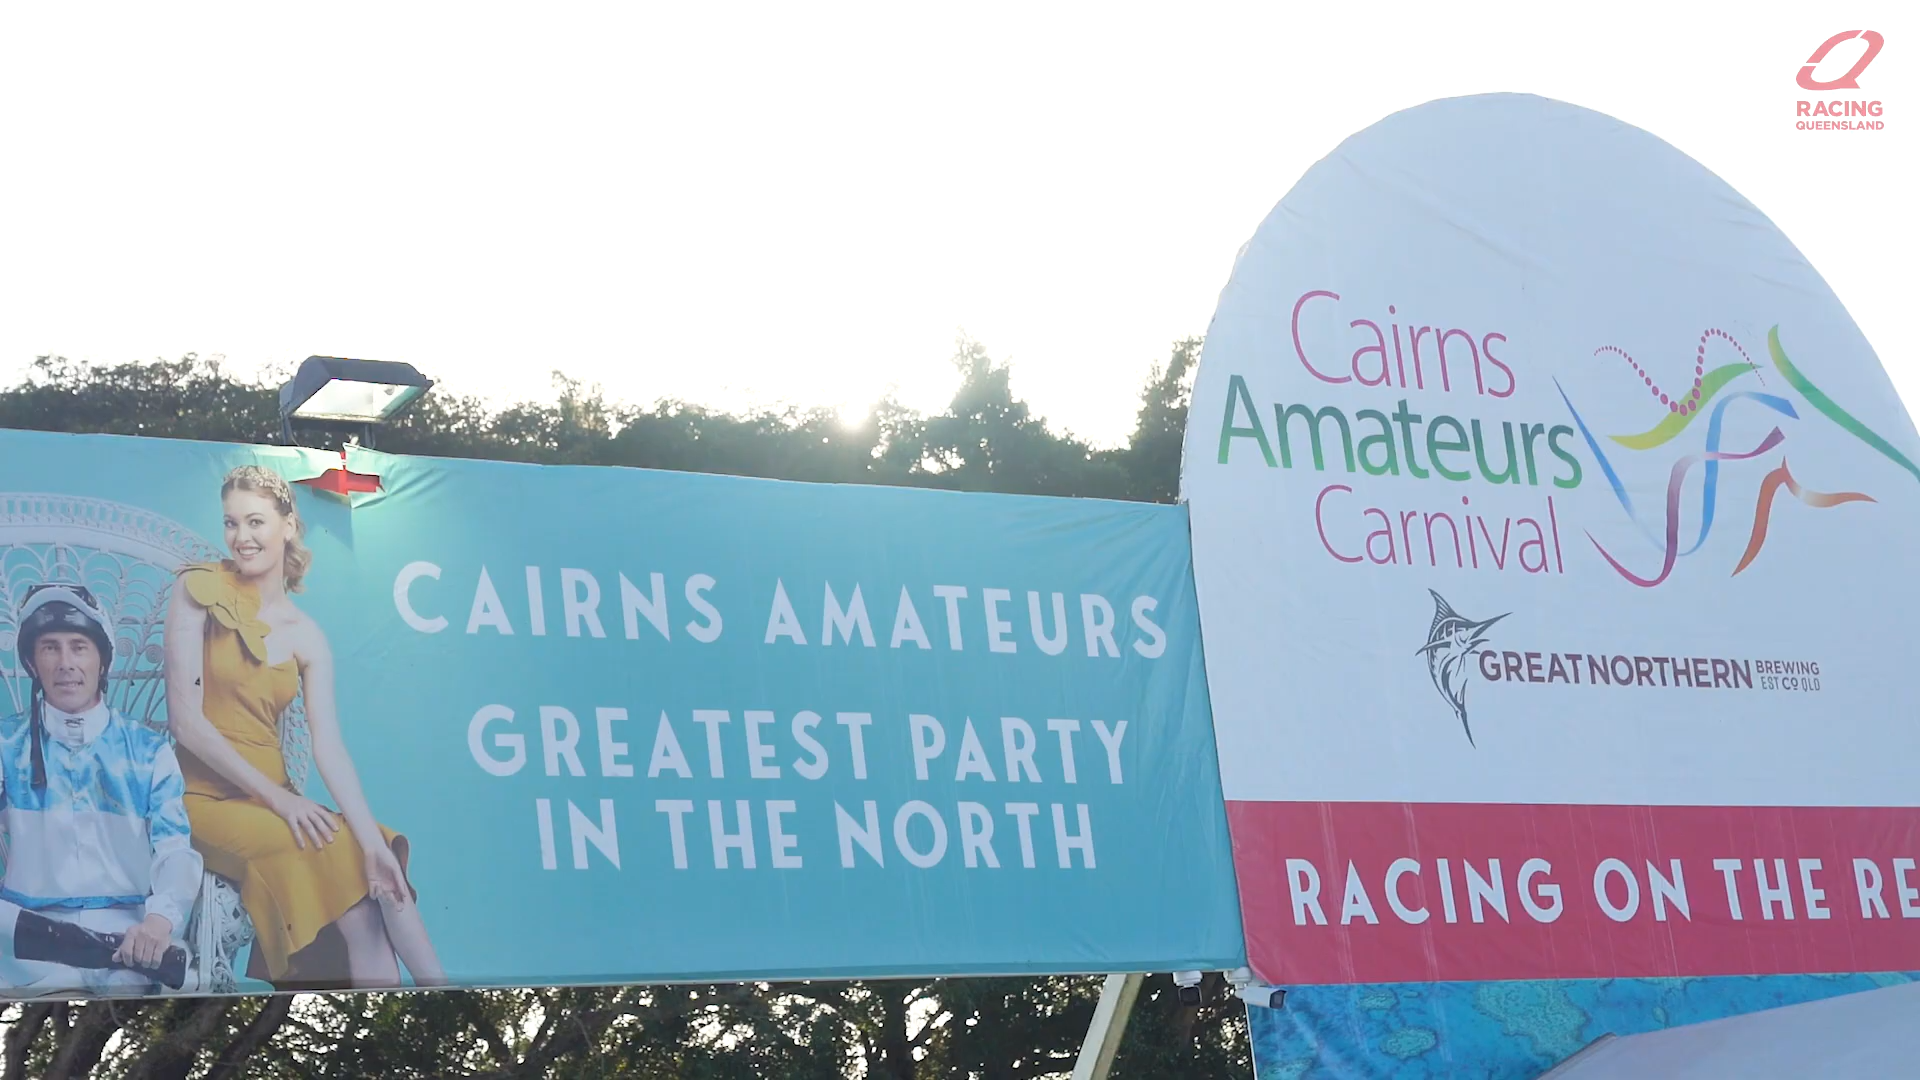 RACING
QUEENSLAND
Cairns
Amateurs
Carnival
GREAT NORTHERN BREWING
EST CO QLD
CAIRNS AMATEURS
GREATEST PARTY
IN THE NORTH
RACING ON THE RE